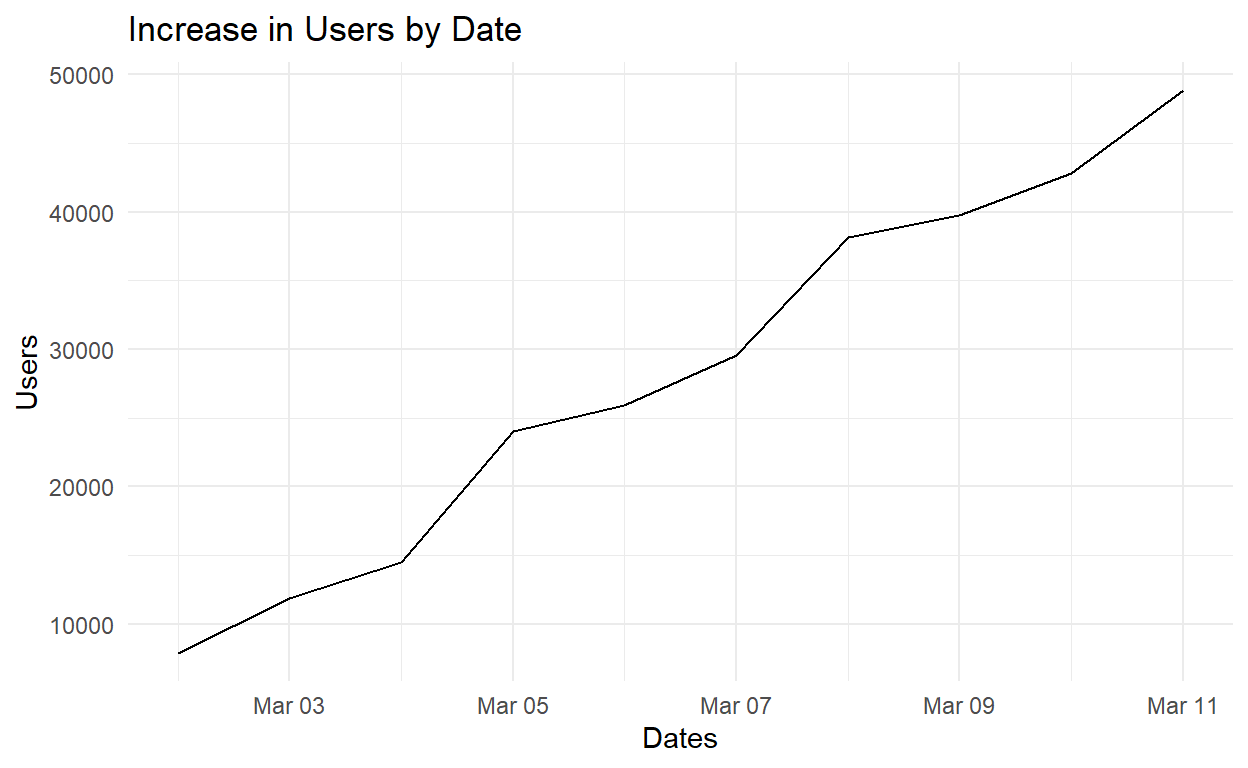 Increase in Users by Date
50000
40000
30000
20000
10000
Users
Mar 03 Mar 05 Mar 07 Mar 09 Mar 11
Dates